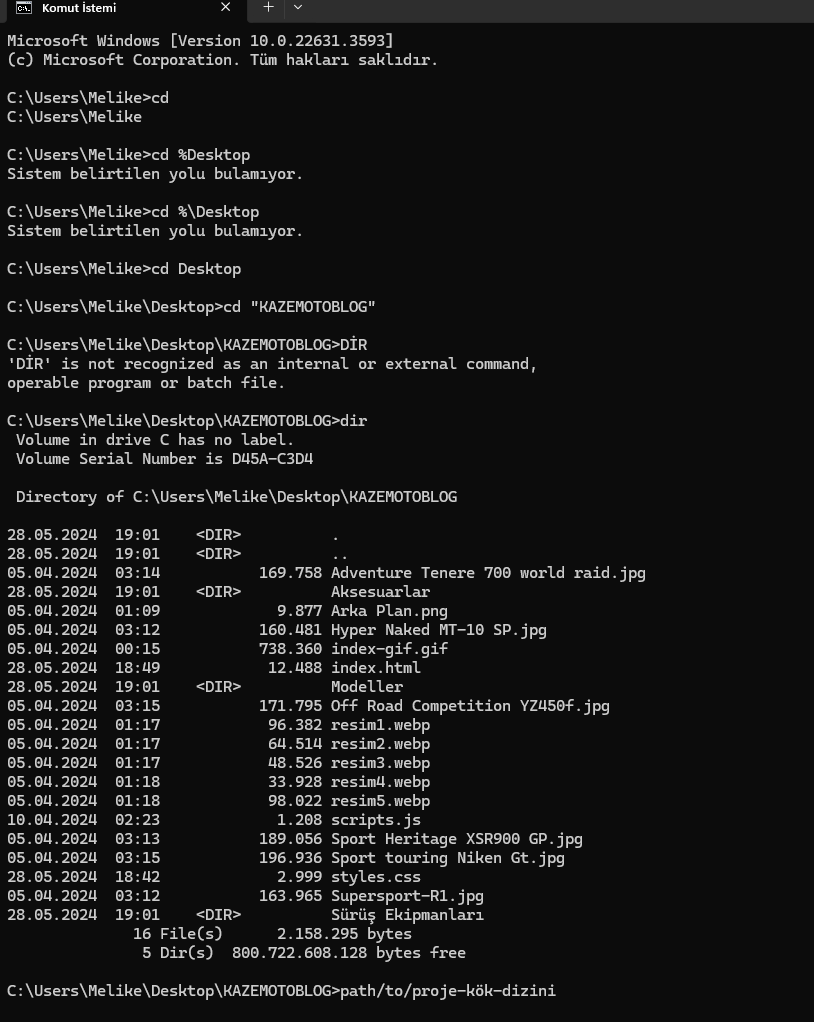 Komut İstemi
Microsoft Windows [Version 10.0.22631.3593]
(c) Microsoft Corporation. Tüm hakları saklıdır.
C:\Users\Melike>cd
C:\Users\Melike
C:\Users\Melike>cd %Desktop
Sistem belirtilen yolu bulamıyor.
C:\Users\Melike>cd %\Desktop
Sistem belirtilen yolu bulamıyor.
C:\Users\Melike>cd Desktop
C:\Users\Melike\Desktop>cd "KAZEMOTOBLOG"
C:\Users\Melike\Desktop\KAZEMOTOBLOG>DİR
'DİR' is not recognized as an internal or external command,
operable program or batch file.
C:\Users\Melike\Desktop\KAZEMOTOBLOG>dir
Volume in drive C has no label.
Volume Serial Number is D45A-C3D4
Directory of C:\Users\Melike\Desktop\KAZEMOTOBLOG
28.05.2024  19:01    <DIR>          .
28.05.2024  19:01    <DIR>          ..
05.04.2024  03:14           169.758 Adventure Tenere 700 world raid.jpg
28.05.2024  19:01    <DIR>          Aksesuarlar
05.04.2024  01:09             9.877 Arka Plan.png
05.04.2024  03:12           160.481 Hyper Naked MT-10 SP.jpg
05.04.2024  00:15           738.360 index-gif.gif
28.05.2024  18:49            12.488 index.html
28.05.2024  19:01    <DIR>          Modeller
05.04.2024  03:15           171.795 Off Road Competition YZ450f.jpg
05.04.2024  01:17            96.382 resim1.webp
05.04.2024  01:17            64.514 resim2.webp
05.04.2024  01:17            48.526 resim3.webp
05.04.2024  01:18            33.928 resim4.webp
05.04.2024  01:18            98.022 resim5.webp
10.04.2024  02:23             1.208 scripts.js
05.04.2024  03:13           189.056 Sport Heritage XSR900 GP.jpg
05.04.2024  03:15           196.936 Sport touring Niken Gt.jpg
28.05.2024  18:42             2.999 styles.css
05.04.2024  03:12           163.965 Supersport-R1.jpg
28.05.2024  19:01    <DIR>          Sürüş Ekipmanları
16 File(s)      2.158.295 bytes
5 Dir(s)  800.722.608.128 bytes free
C:\Users\Melike\Desktop\KAZEMOTOBLOG>path/to/proje-kök-dizini